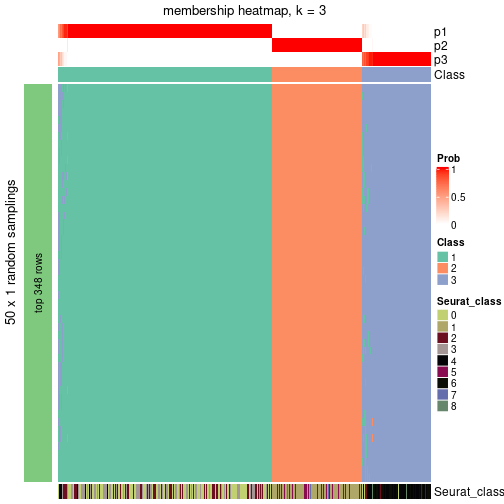 membership heatmap, k = 3
p1
p2
p3
Class
50 x 1 random samplings
top 348 rows
Prob
1
0.5
0
Class
1
2
3
Seurat_class
0
1
2
3
4
5
6
7
8
Seurat_class